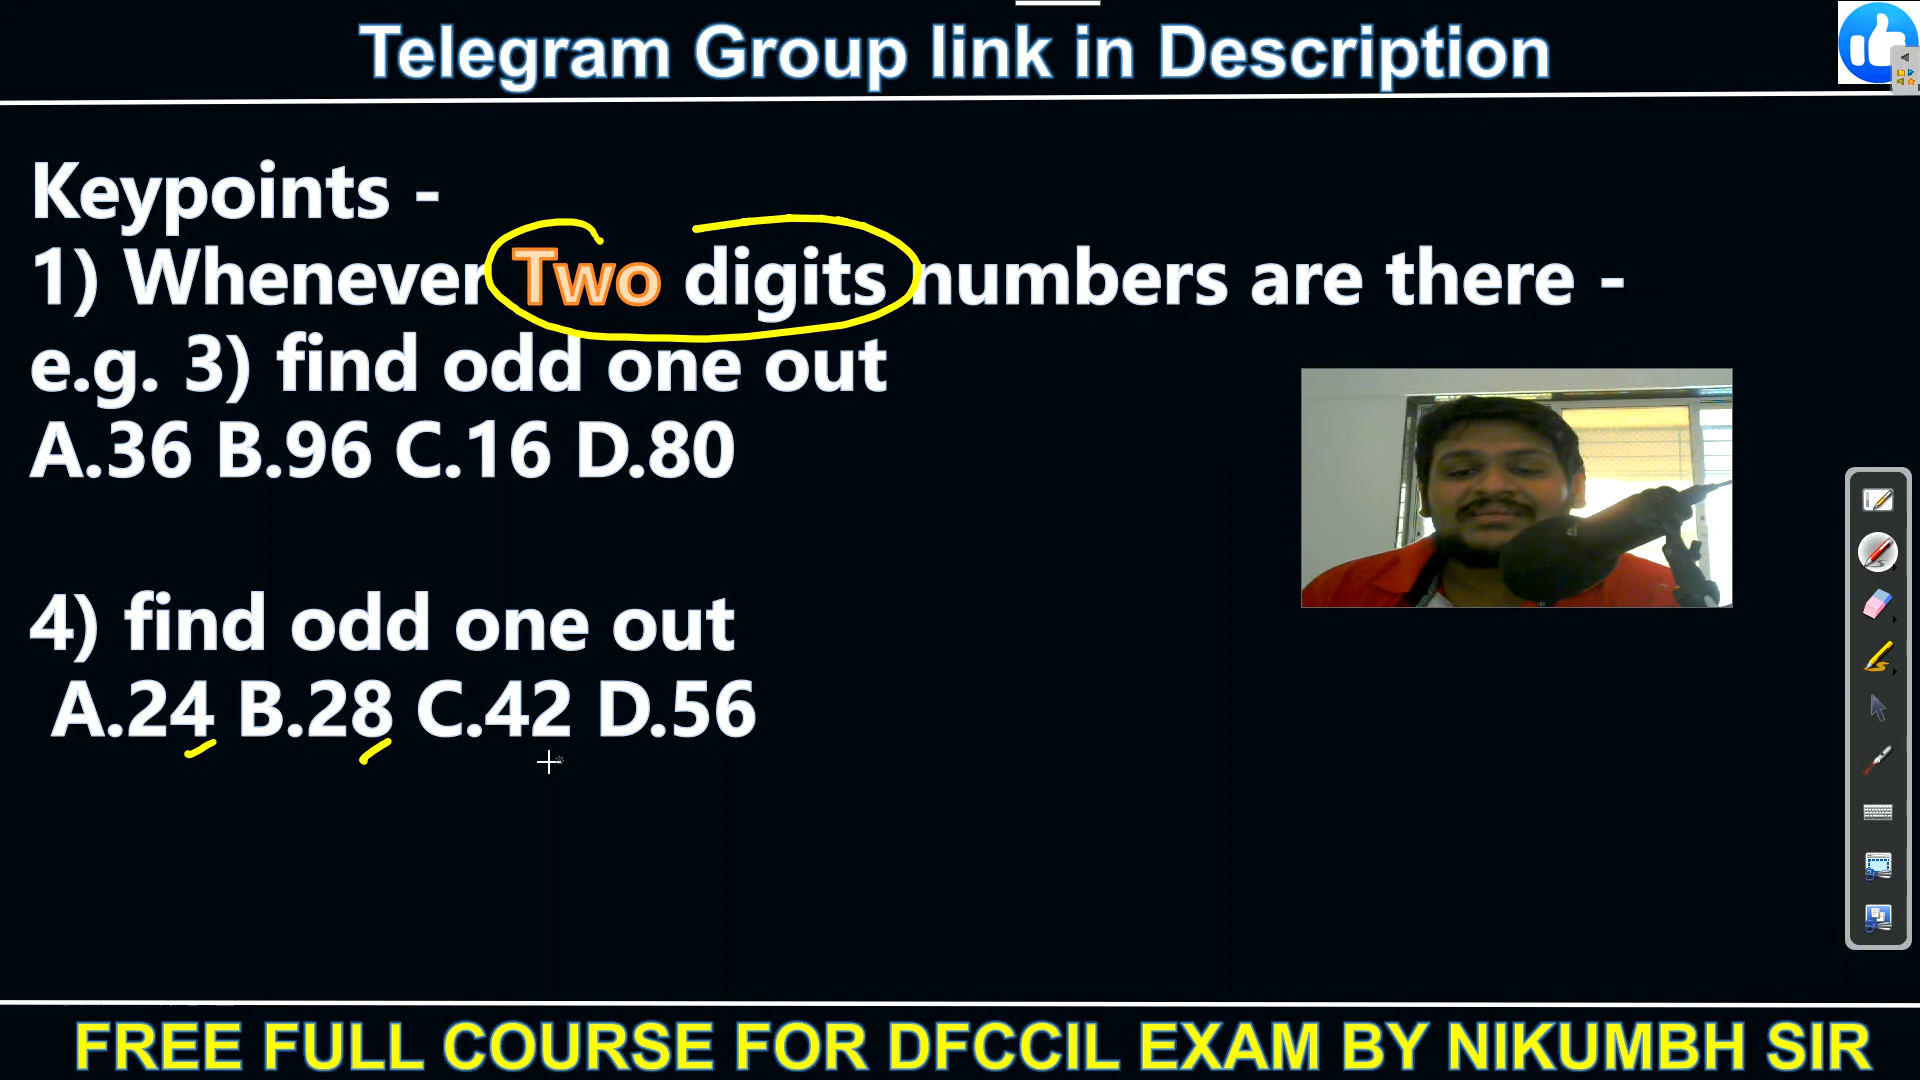 Telegram Group link in Description
Keypoints -
1) Whenever Two digits numbers are there -
e.g. 3) find odd one out
A.36 B.96 C.16 D.80
4) find odd one out
A.24 B.28 C.42 D.56
FREE FULL COURSE FOR DFCCIL EXAM BY NIKUMBH SIR